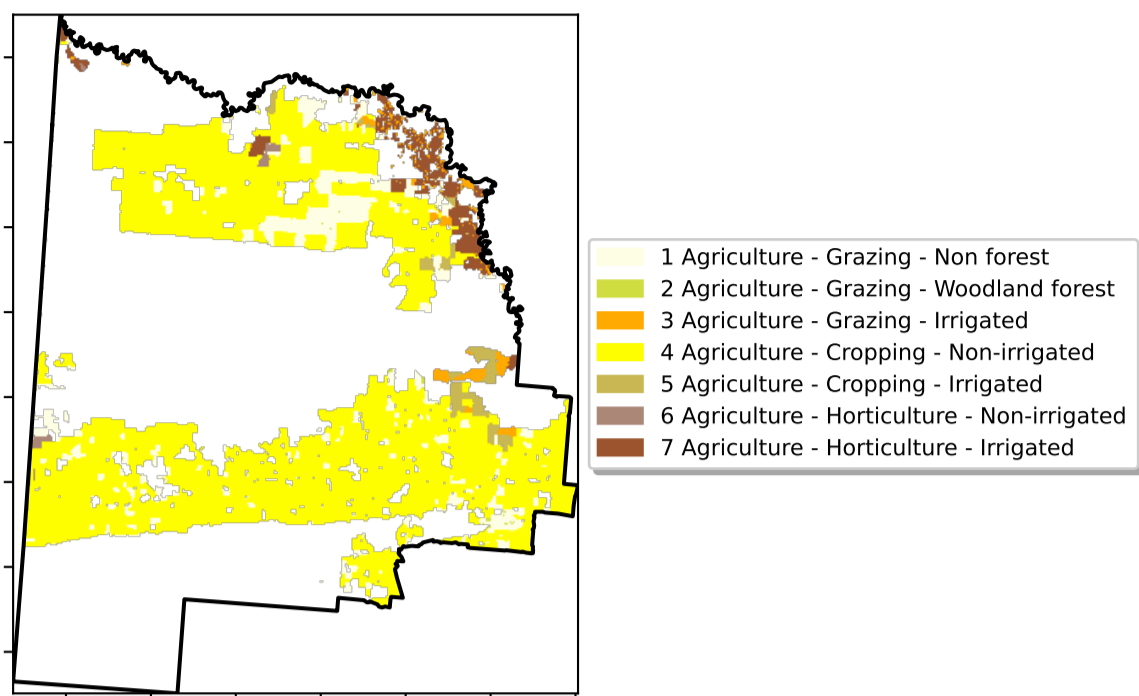 1 Agriculture - Grazing - Non forest
2 Agriculture - Grazing - Woodland forest
3 Agriculture - Grazing - Irrigated
4 Agriculture - Cropping - Non-irrigated
5 Agriculture - Cropping - Irrigated
6 Agriculture - Horticulture - Non-irrigated
7 Agriculture - Horticulture - Irrigated